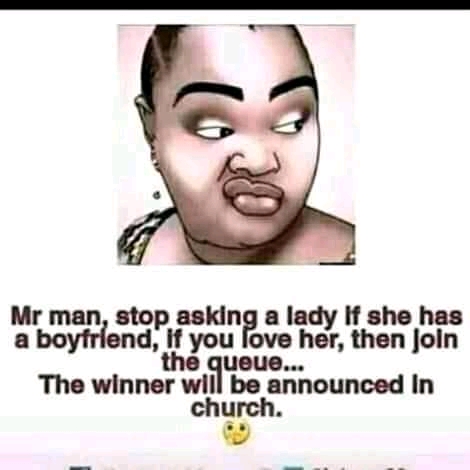 Mr man, stop asking a lady if she has
a boyfriend, if you love her, then join
the queue...
The winner will be announced in
church.